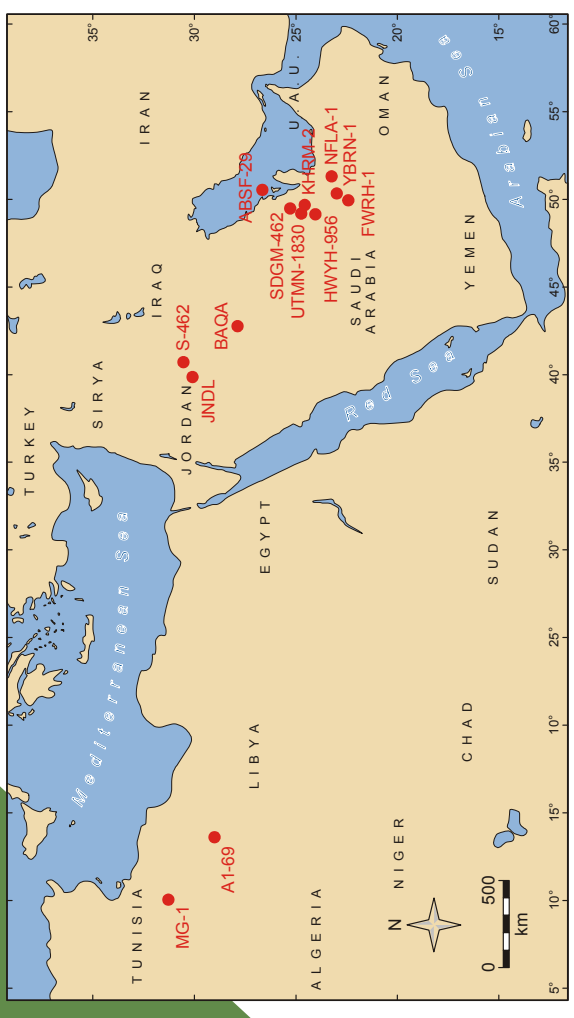 TURKEY
Mediterranean Sea
TUNISIA
SIRYA
IRAQ
IRAN
35°
MG-1
A1-69
JORDAN
S-462
JNDL
BAQA
30°
LIBYA
EGYPT
ABSF-29
SDGM-462
UTMN-1830
KHRM-2
HWYH-956
NFLA-1
YBRN-1
FWRH-1
U.A.U.
25°
ALGERIA
SAUDI
ARABIA
Red Sea
OMAN
20°
NIGER
CHAD
SUDAN
YEMEN
Arabian Sea
15°
N
0 500
km
5° 10° 15° 10° 25° 30° 35° 40° 45° 50° 55° 60°